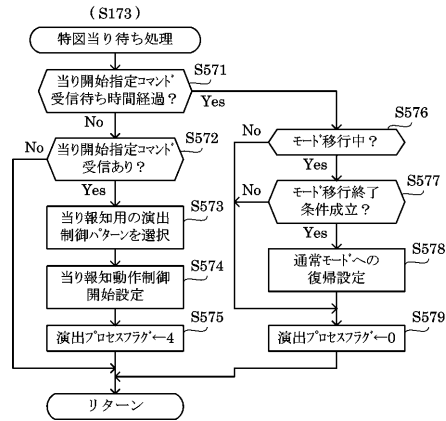 (S173)
特図当り待ち処理
当り開始指定コマンド
受信待ち時間経過？
S571
Yes
No
当り開始指定コマンド
受信あり？
S572
No
Yes
当り報知用の演出
制御パターンを選択
S573
当り報知動作制御
開始設定
S574
演出プロセスフラグ←4
S575
モード移行中？
S576
No
Yes
モード移行終了
条件成立？
S577
No
Yes
通常モードへの
復帰設定
S578
演出プロセスフラグ←0
S579
リターン